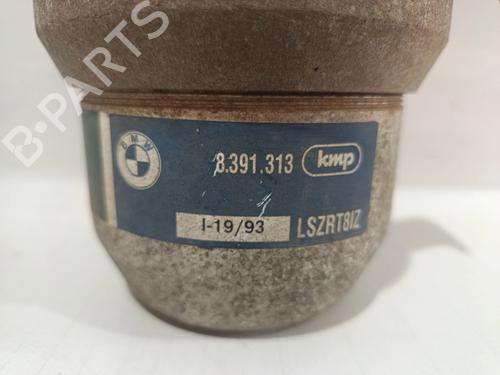 B-PARTS
BMW
8.391.313 kmp
I-19/93 LSZRT8IZ